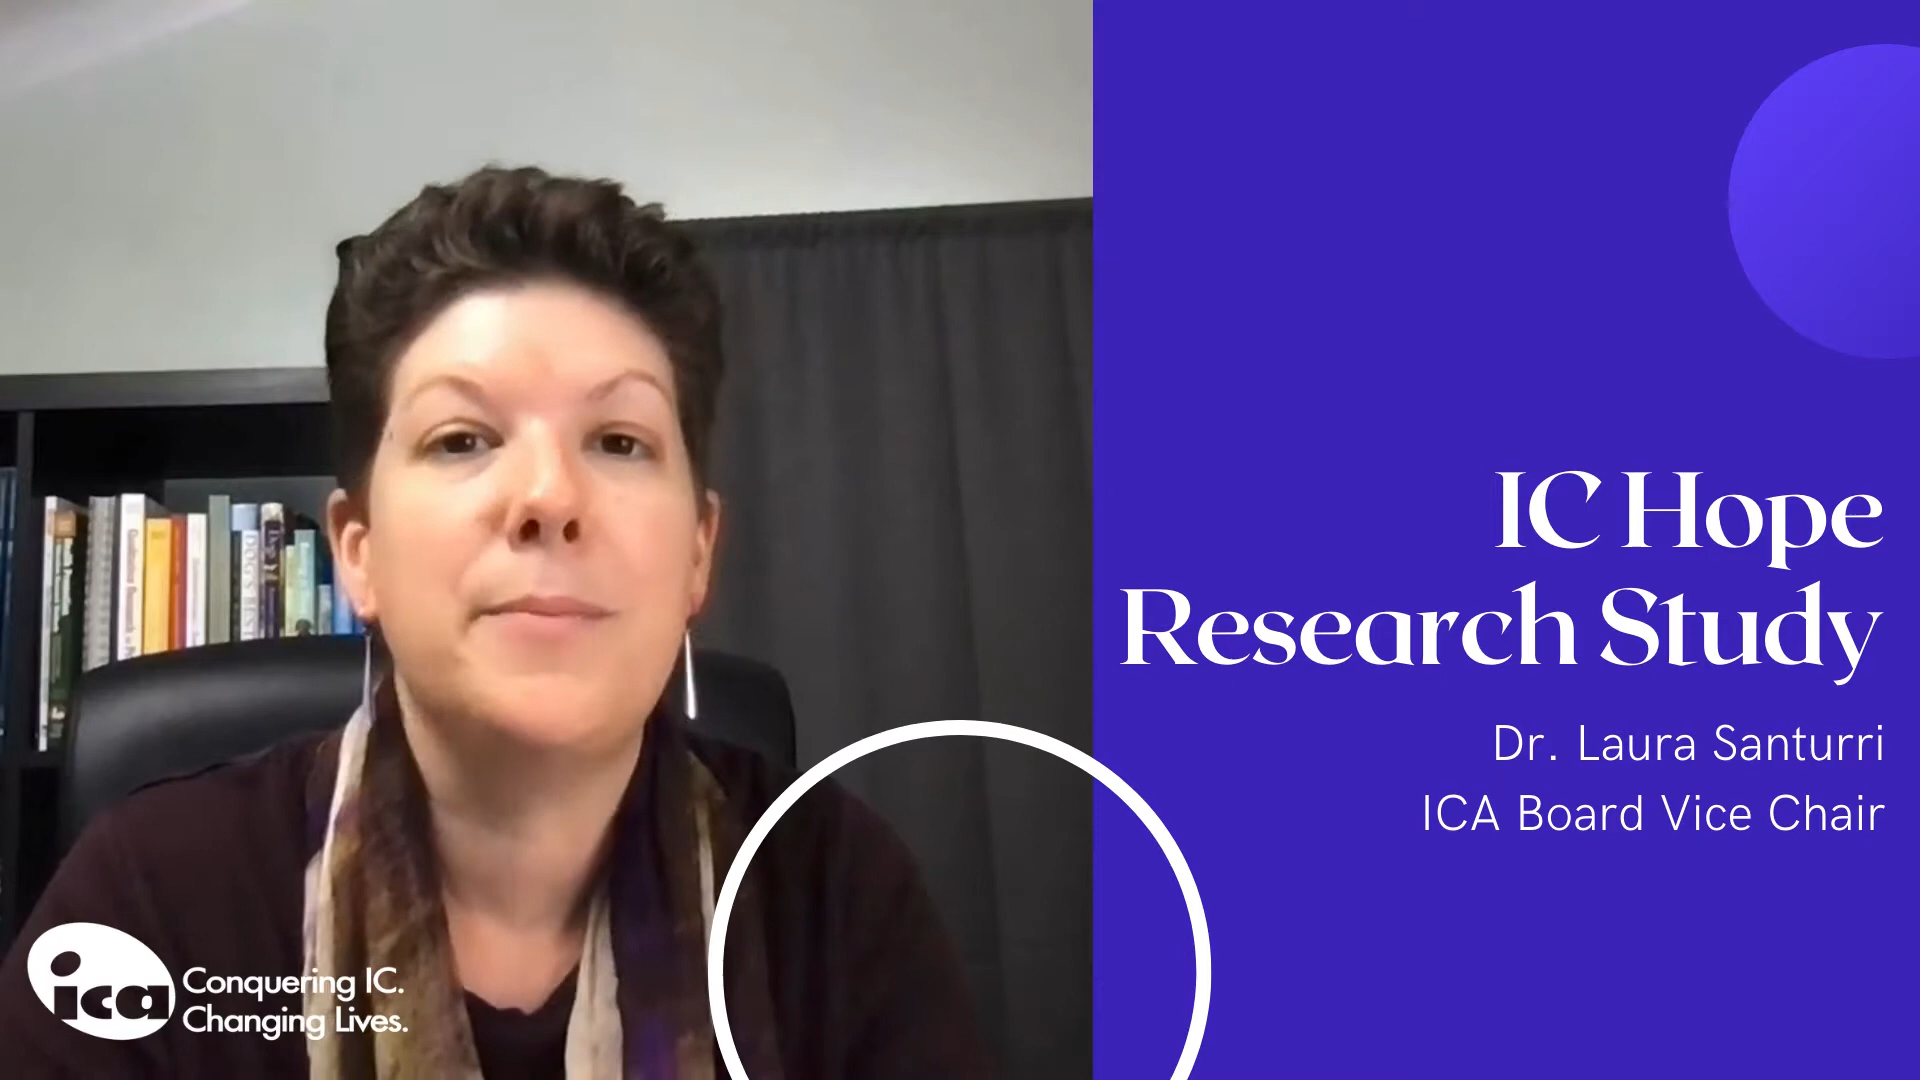 IC Hope
Research Study
Dr. Laura Santurri
ICA Board Vice Chair
ica
Conquering IC.
Changing Lives.